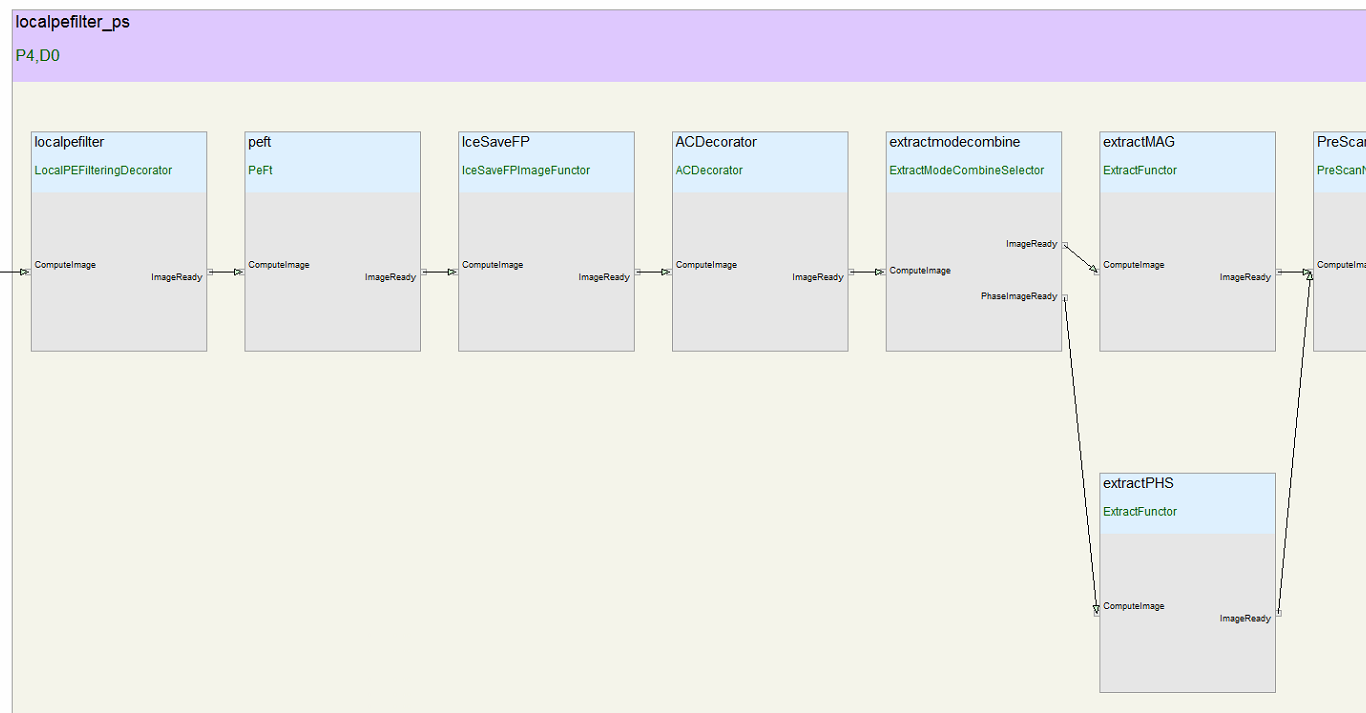 localpefilter_ps
P4,D0
localpefilter
LocalPEFilteringDecorator
ComputeImage
ImageReady
peft
PeFt
ComputeImage
ImageReady
IceSaveFP
IceSaveFPImageFunctor
ComputeImage
ImageReady
ACDecorator
ACDecorator
ComputeImage
ImageReady
extractmodecombine
ExtractModeCombineSelector
ImageReady
ComputeImage
PhaseImageReady
extractMAG
ExtractFunctor
ComputeImage
ImageReady
PreScan
PreScanN
ComputeIma
extractPHS
ExtractFunctor
ComputeImage
ImageReady